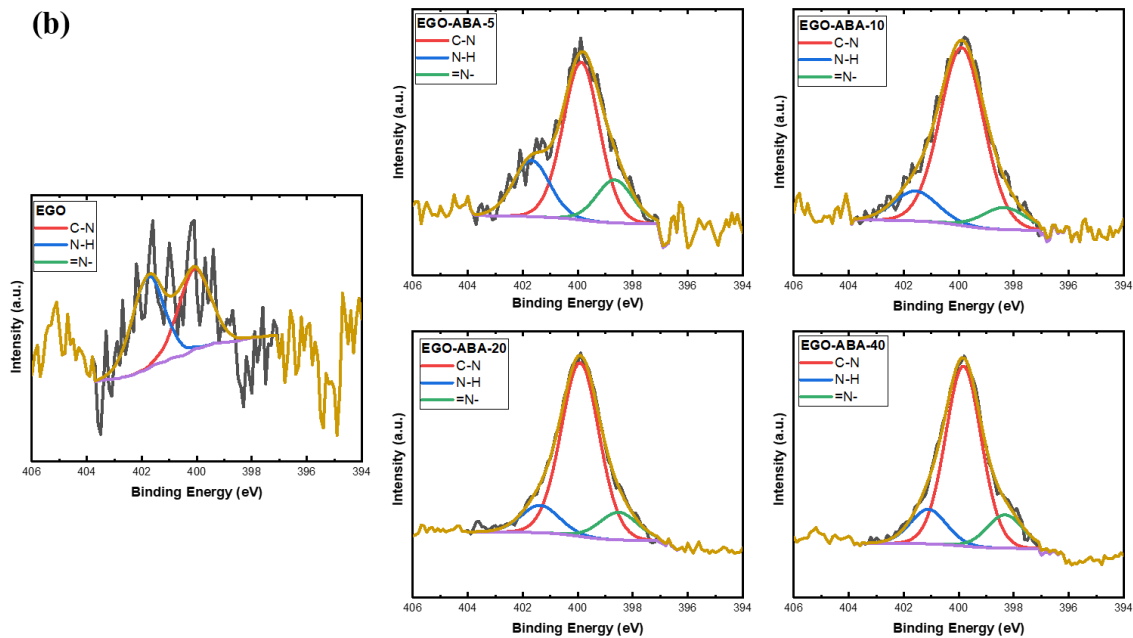 (b)
EGO
C-N
N-H
=N-
Intensity (a.u.)
406 404 402 400 398 396 394
Binding Energy (eV)
EGO-ABA-5
C-N
N-H
=N-
Intensity (a.u.)
406 404 402 400 398 396 394
Binding Energy (eV)
EGO-ABA-10
C-N
N-H
=N-
Intensity (a.u.)
406 404 402 400 398 396 394
Binding Energy (eV)
EGO-ABA-20
C-N
N-H
=N-
Intensity (a.u.)
406 404 402 400 398 396 394
Binding Energy (eV)
EGO-ABA-40
C-N
N-H
=N-
Intensity (a.u.)
406 404 402 400 398 396 394
Binding Energy (eV)